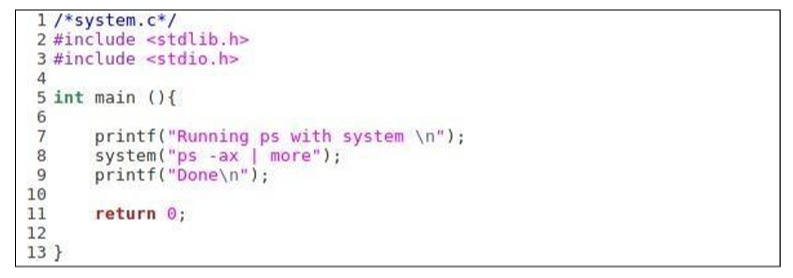 1 /*system.c*/
2 #include <stdlib.h>
3 #include <stdio.h>
4
5 int main (){
6
7     printf("Running ps with system \n");
8     system("ps -ax | more");
9     printf("Done\n");
10
11     return 0;
12
13 }